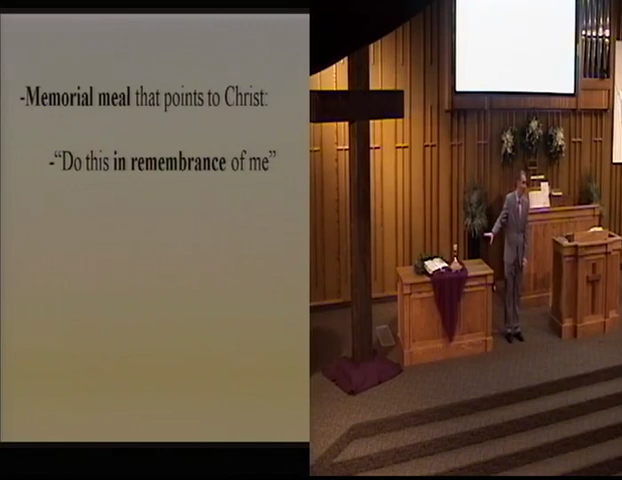 -Memorial meal that points to Christ:
-“Do this in remembrance of me”